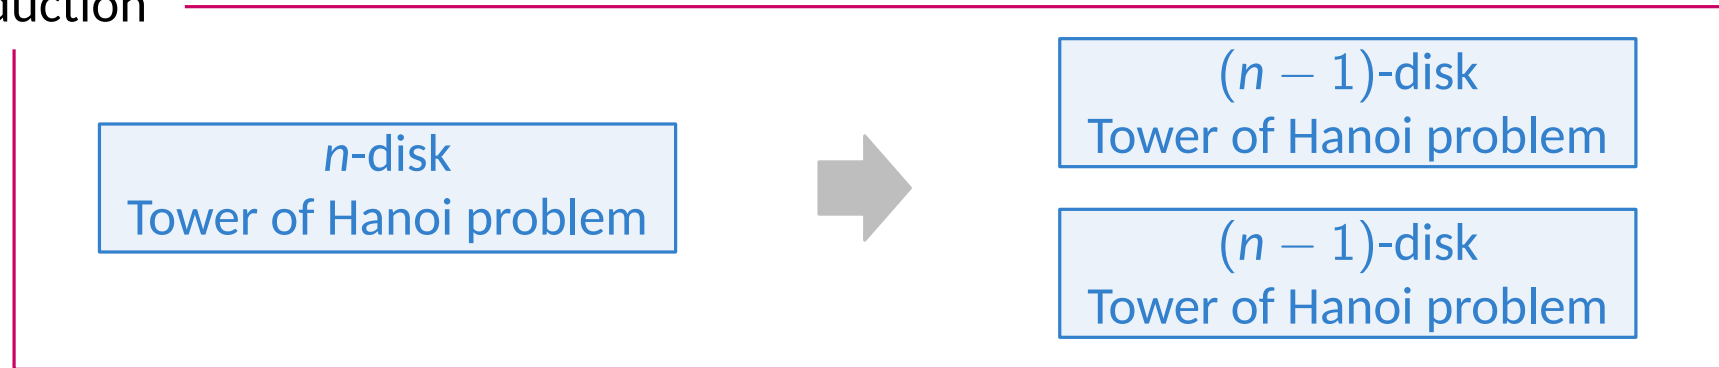 n-disk
Tower of Hanoi problem
(n − 1)-disk
Tower of Hanoi problem
(n − 1)-disk
Tower of Hanoi problem